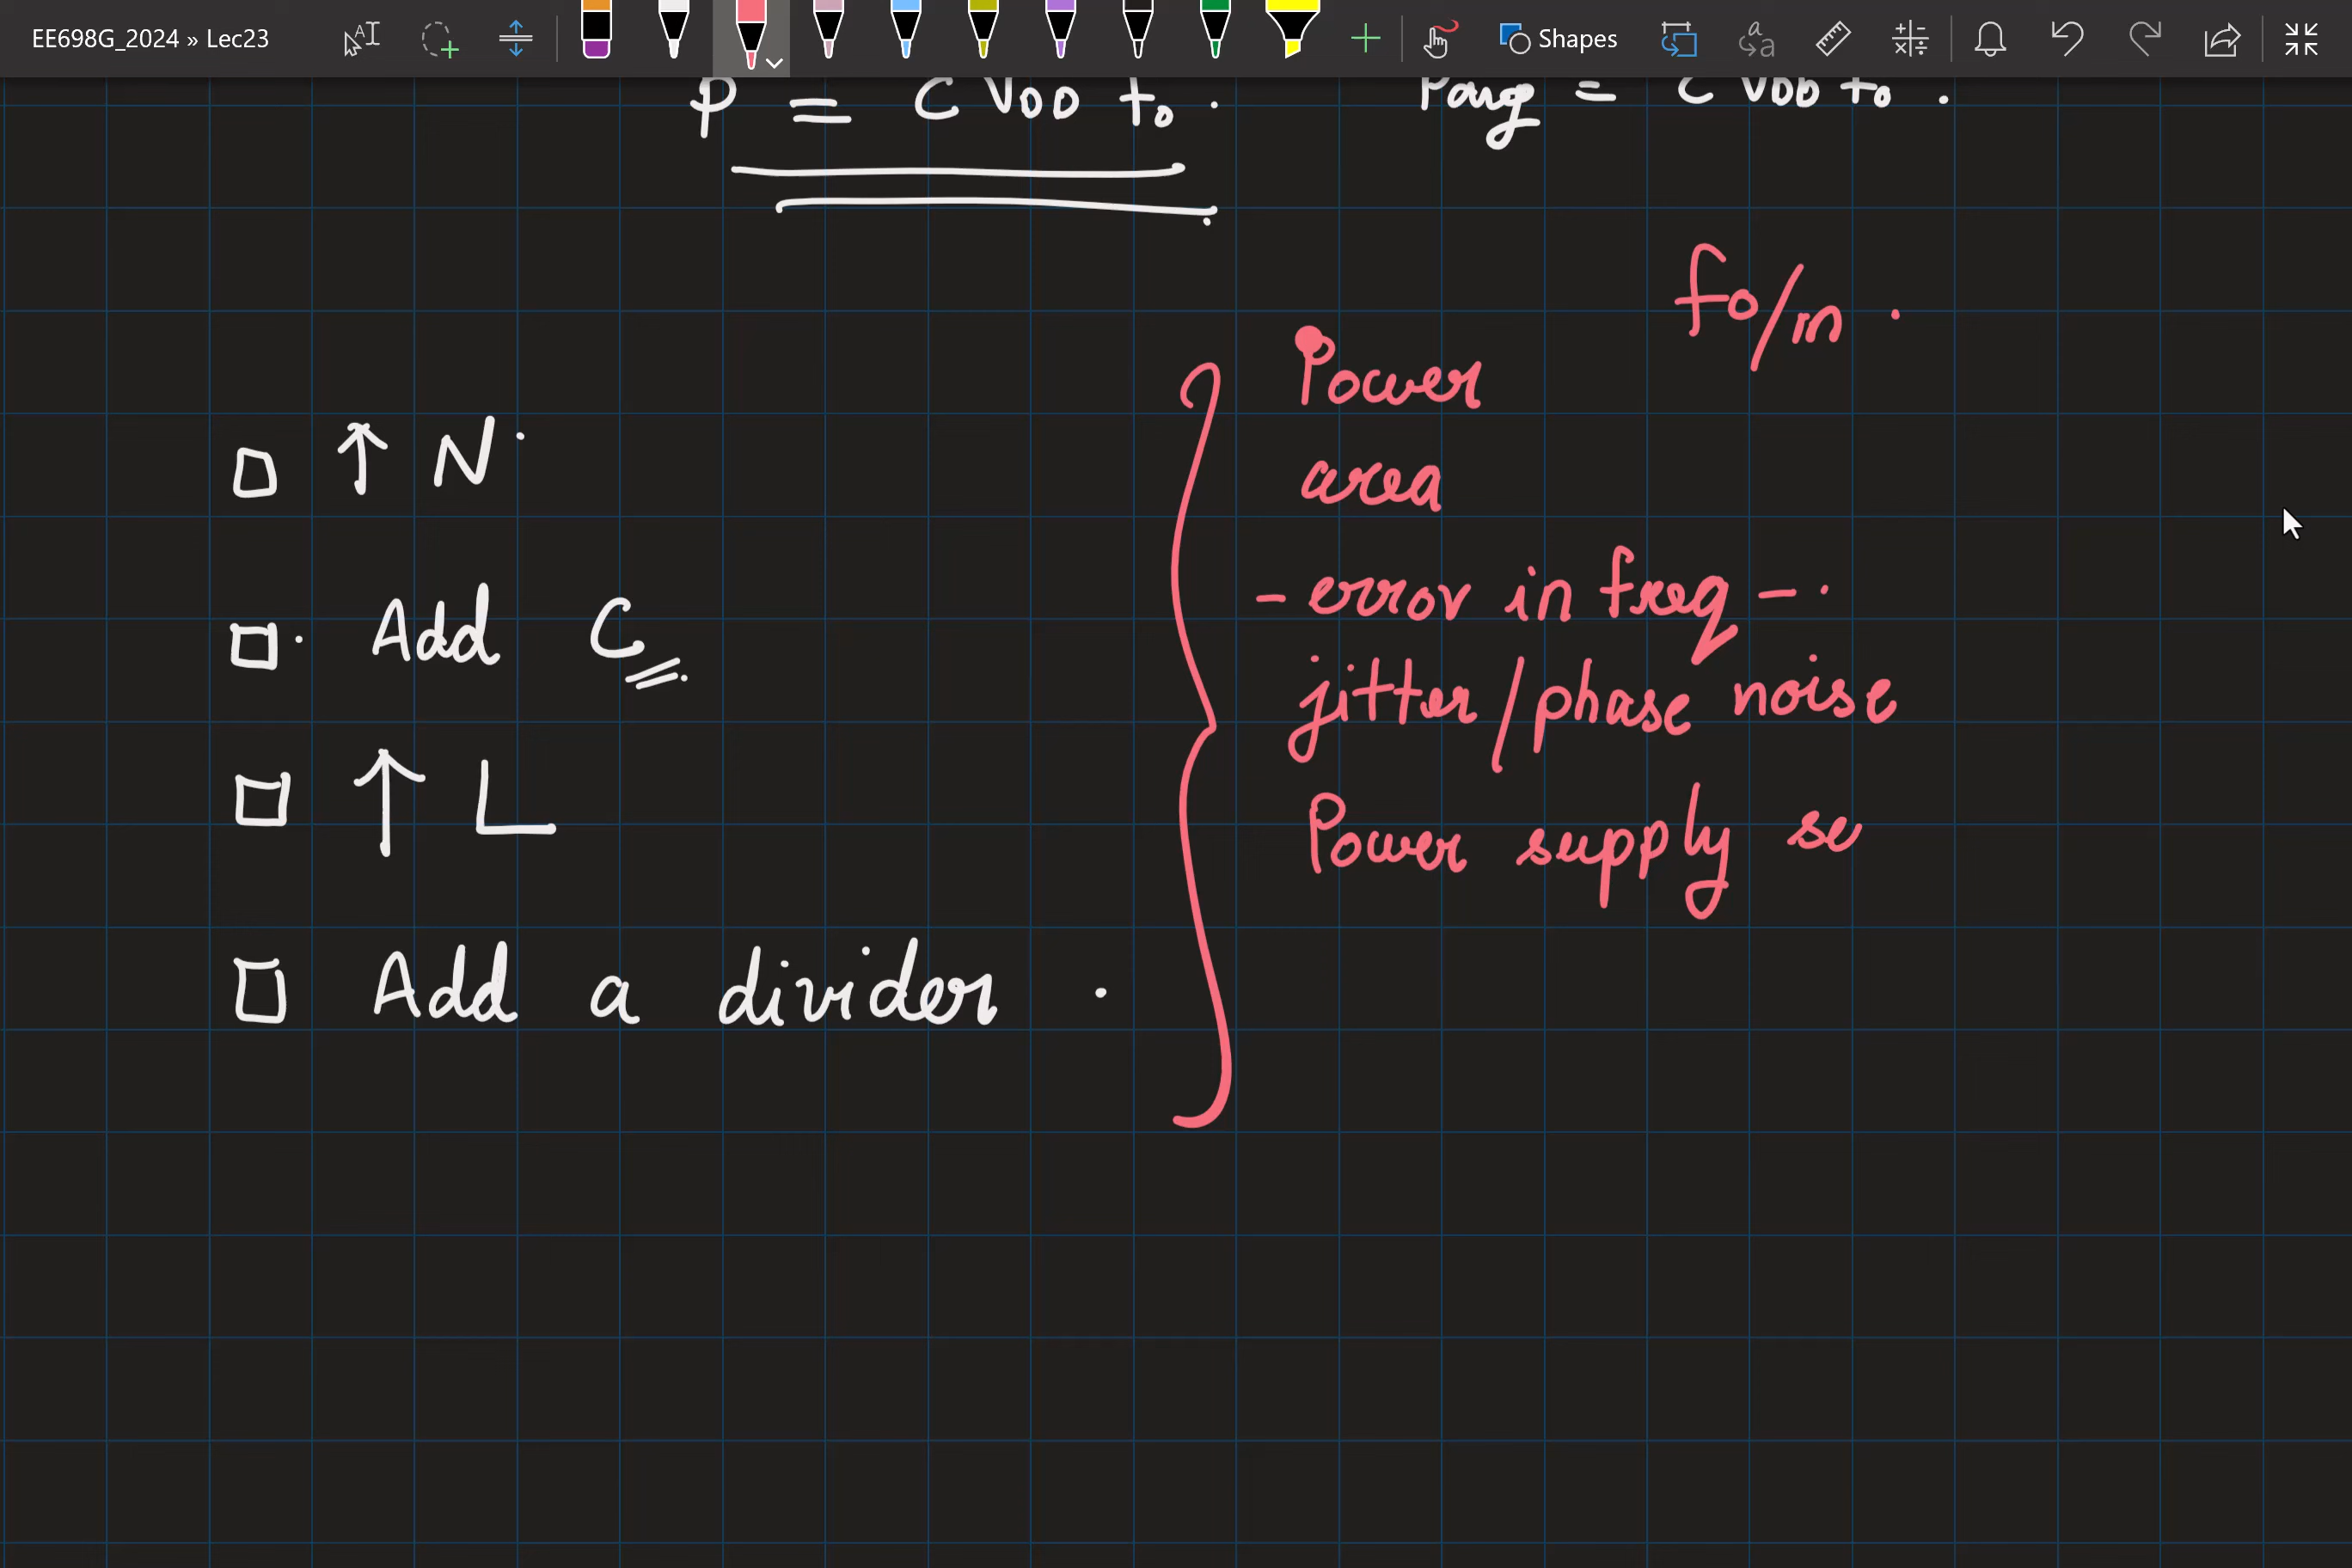 EE698G_2024 » Lec23
Shapes
P = C VDD fo .
Pavg = C VDD fo .
fo/m .
↑ N .
Add C
↑ L
Add a divider .
Power
area
- error in freq - .
jitter/phase noise
Power supply se